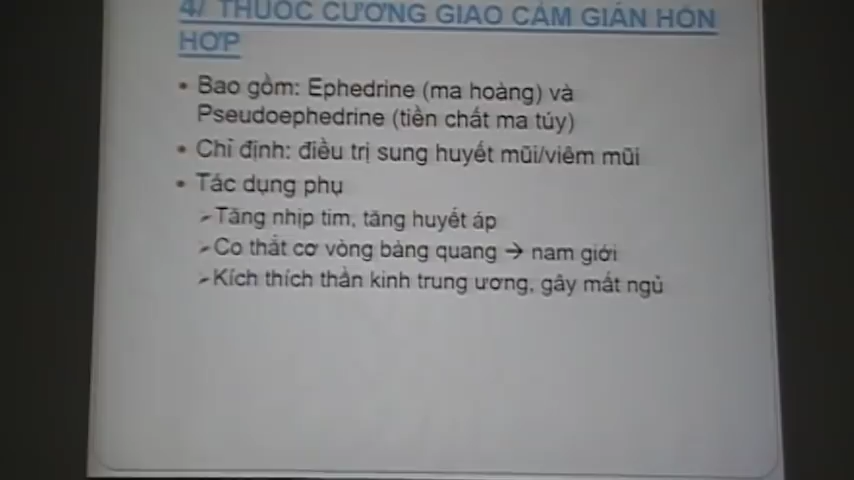 4/ THUỐC CƯỜNG GIAO CẢM GIÁN HỖN
HỢP
• Bao gồm: Ephedrine (ma hoàng) và
Pseudoephedrine (tiền chất ma túy)
• Chỉ định: điều trị sung huyết mũi/viêm mũi
• Tác dụng phụ
➢Tăng nhịp tim, tăng huyết áp
➢Co thắt cơ vòng bàng quang → nam giới
➢Kích thích thần kinh trung ương, gây mất ngủ